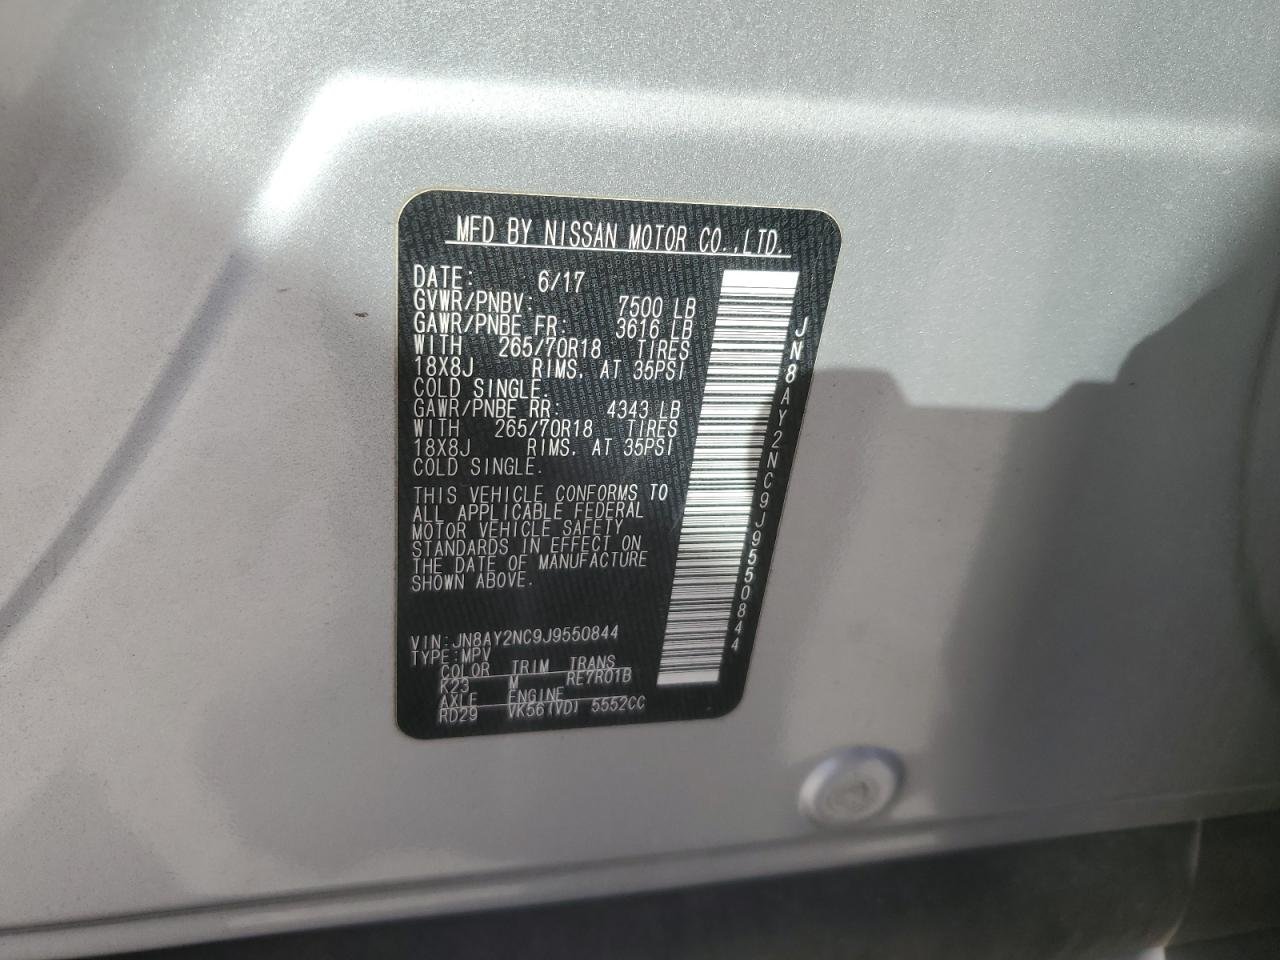 MFD BY NISSAN MOTOR CO.,LTD.
DATE: 6/17
GVWR/PNBV: 7500 LB
GAWR/PNBE FR: 3616 LB
WITH 265/70R18 TIRES
18X8J RIMS. AT 35PSI
COLD SINGLE.
GAWR/PNBE RR: 4343 LB
WITH 265/70R18 TIRES
18X8J RIMS. AT 35PSI
COLD SINGLE.
THIS VEHICLE CONFORMS TO
ALL APPLICABLE FEDERAL
MOTOR VEHICLE SAFETY
STANDARDS IN EFFECT ON
THE DATE OF MANUFACTURE
SHOWN ABOVE.
VIN:JN8AY2NC9J9550844
TYPE:MPV
COLOR TRIM TRANS
K23 M RE7R01B
AXLE ENGINE
RD29 VK56(VD) 5552CC
JN8AY2NC9J9550844